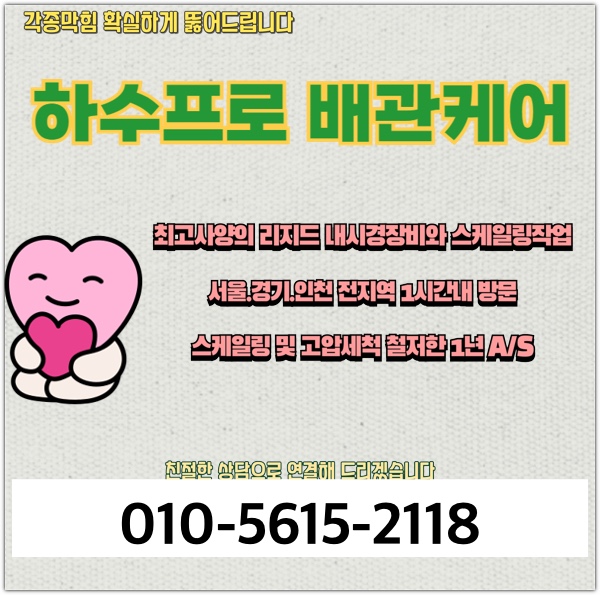 각종막힘 확실하게 뚫어드립니다
하수프로 배관케어
최고사양의 리지드 내시경장비와 스케일링작업
서울.경기.인천 전지역 1시간내 방문
스케일링 및 고압세척 철저한 1년 A/S
친절한 상담으로 연결해 드리겠습니다
010-5615-2118